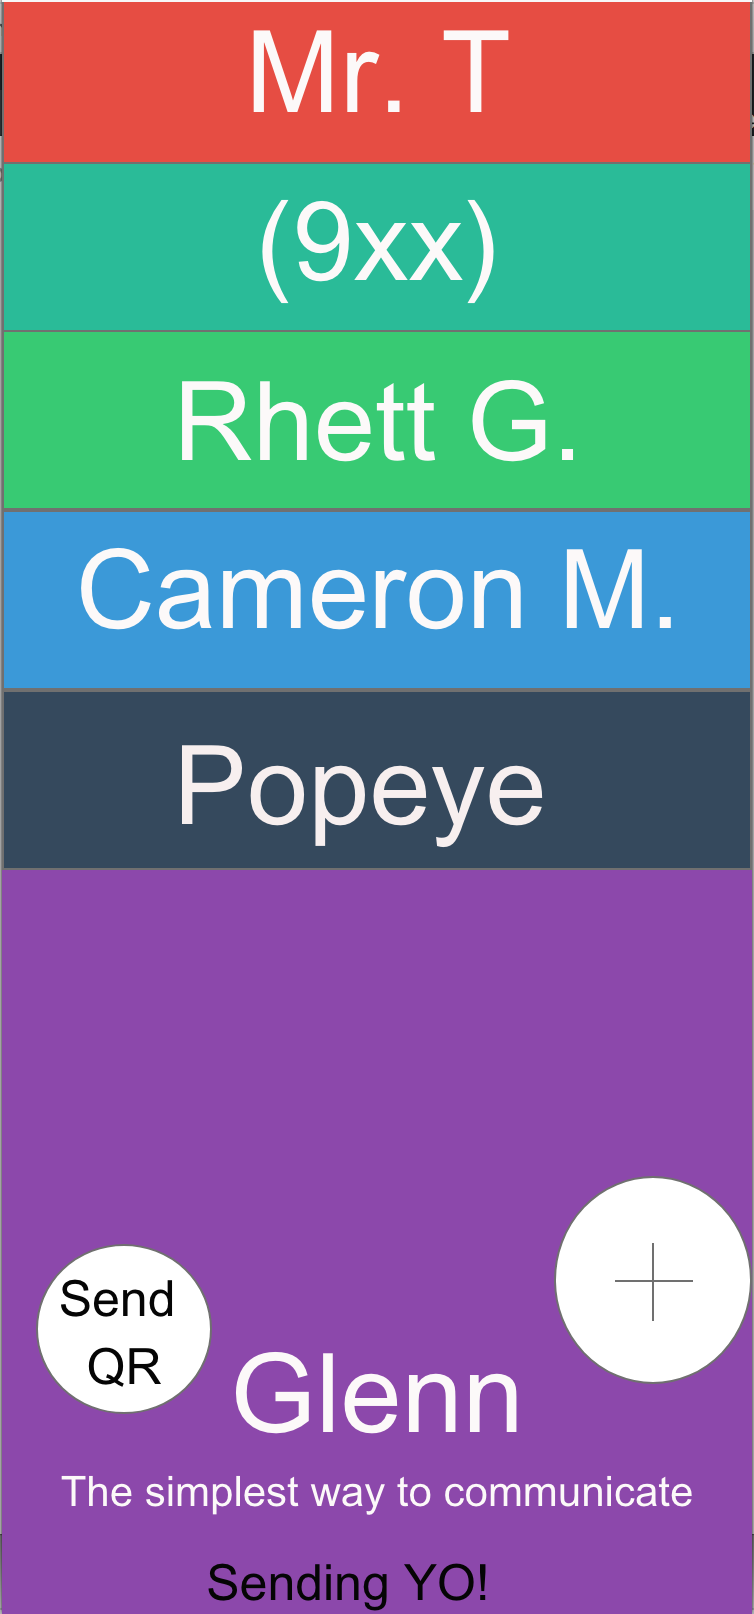 Mr. T
(9xx)
Rhett G.
Cameron M.
Popeye
Send
QR
Glenn
The simplest way to communicate
Sending YO!